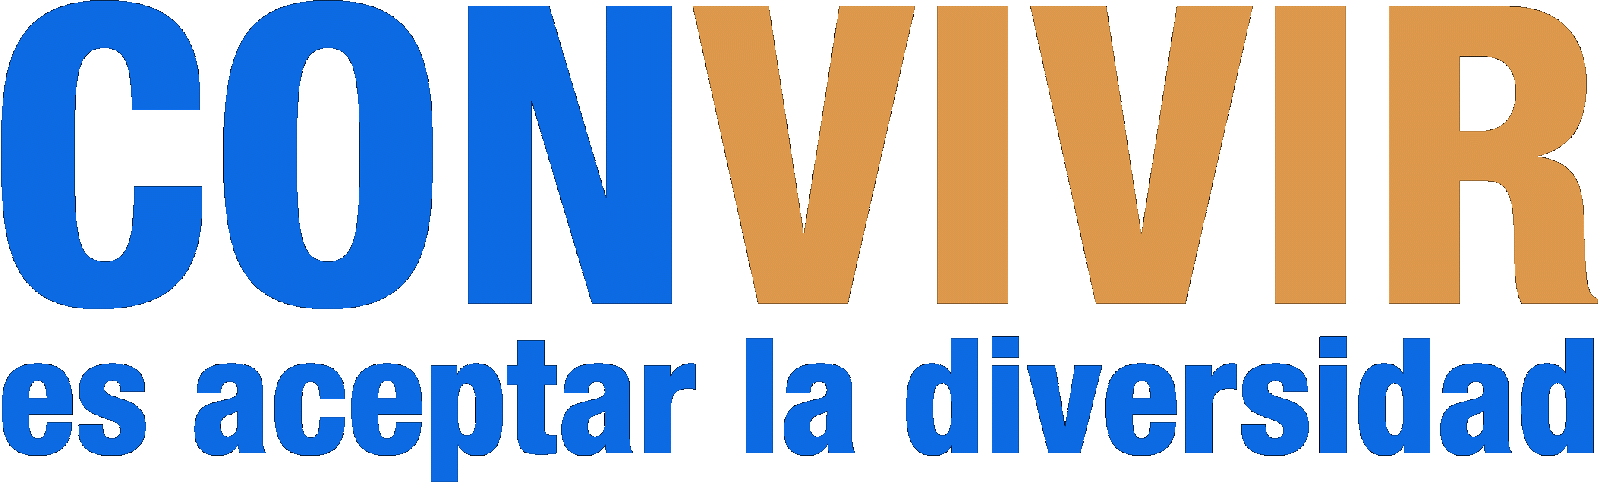 CONVIVIR
es aceptar la diversidad